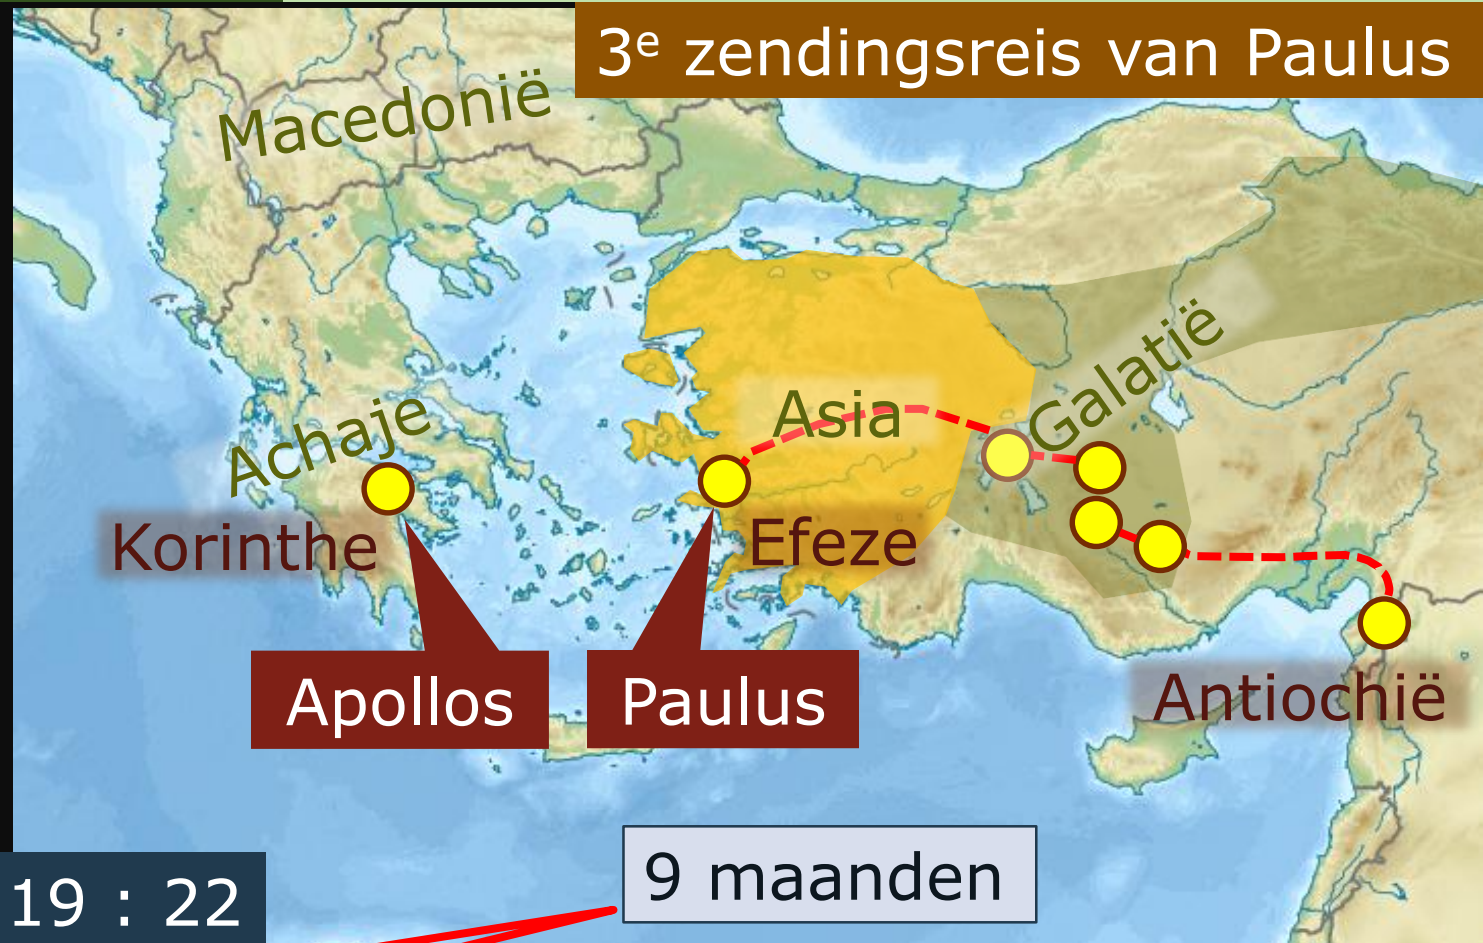 3e zendingsreis van Paulus
Macedonië
Galatië
Asia
Achaje
Korinthe
Efeze
Apollos
Paulus
Antiochië
9 maanden
19 : 22